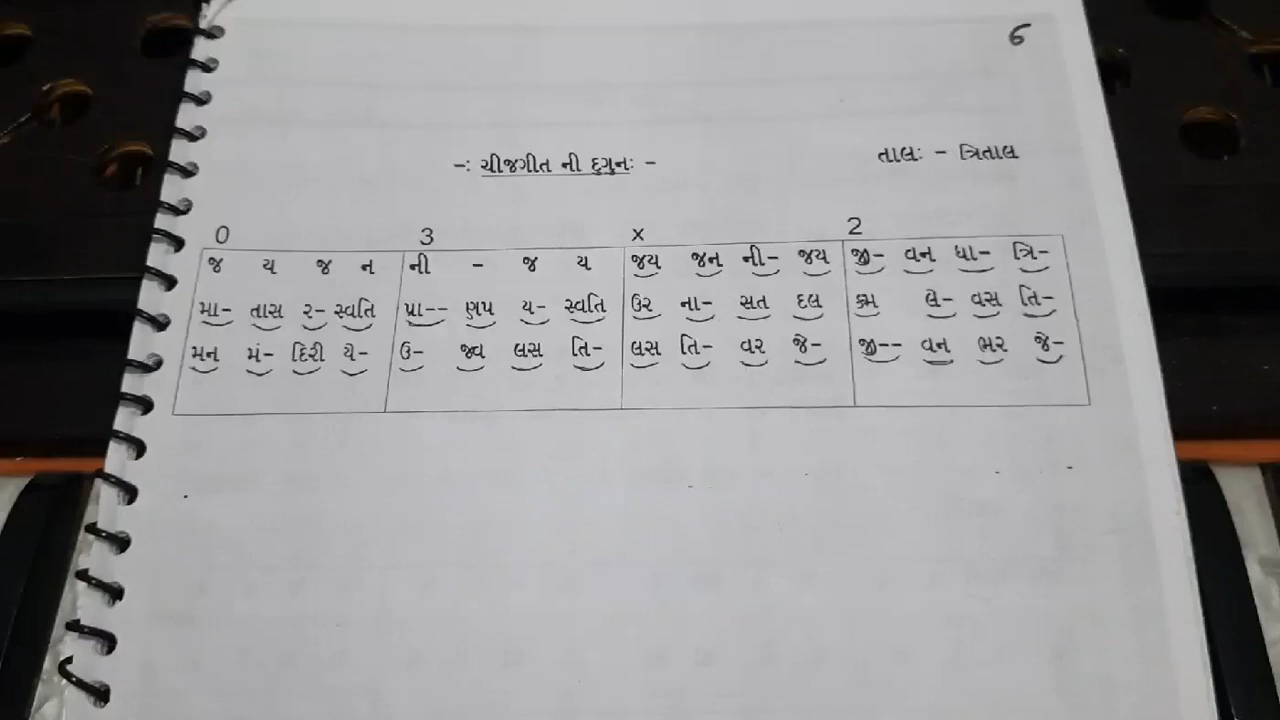 6
-: ચીજગીત ની દુગુનઃ -
તાલઃ - ત્રિતાલ
0 3 x 2
જ ય જ ન ની - જ ય જય જન ની- જય જી- વન ધા- ત્રિ-
મા- તાસ ર- સ્વતિ પ્રા-- ણપ ય- સ્વતિ ઉર ના- સત દલ કમ લે- વસ તિ-
મન મં- દિરી યે- ઉ- જ્વ લસ તિ- લસ તિ- વર જે- જી-- વન ભર જે-